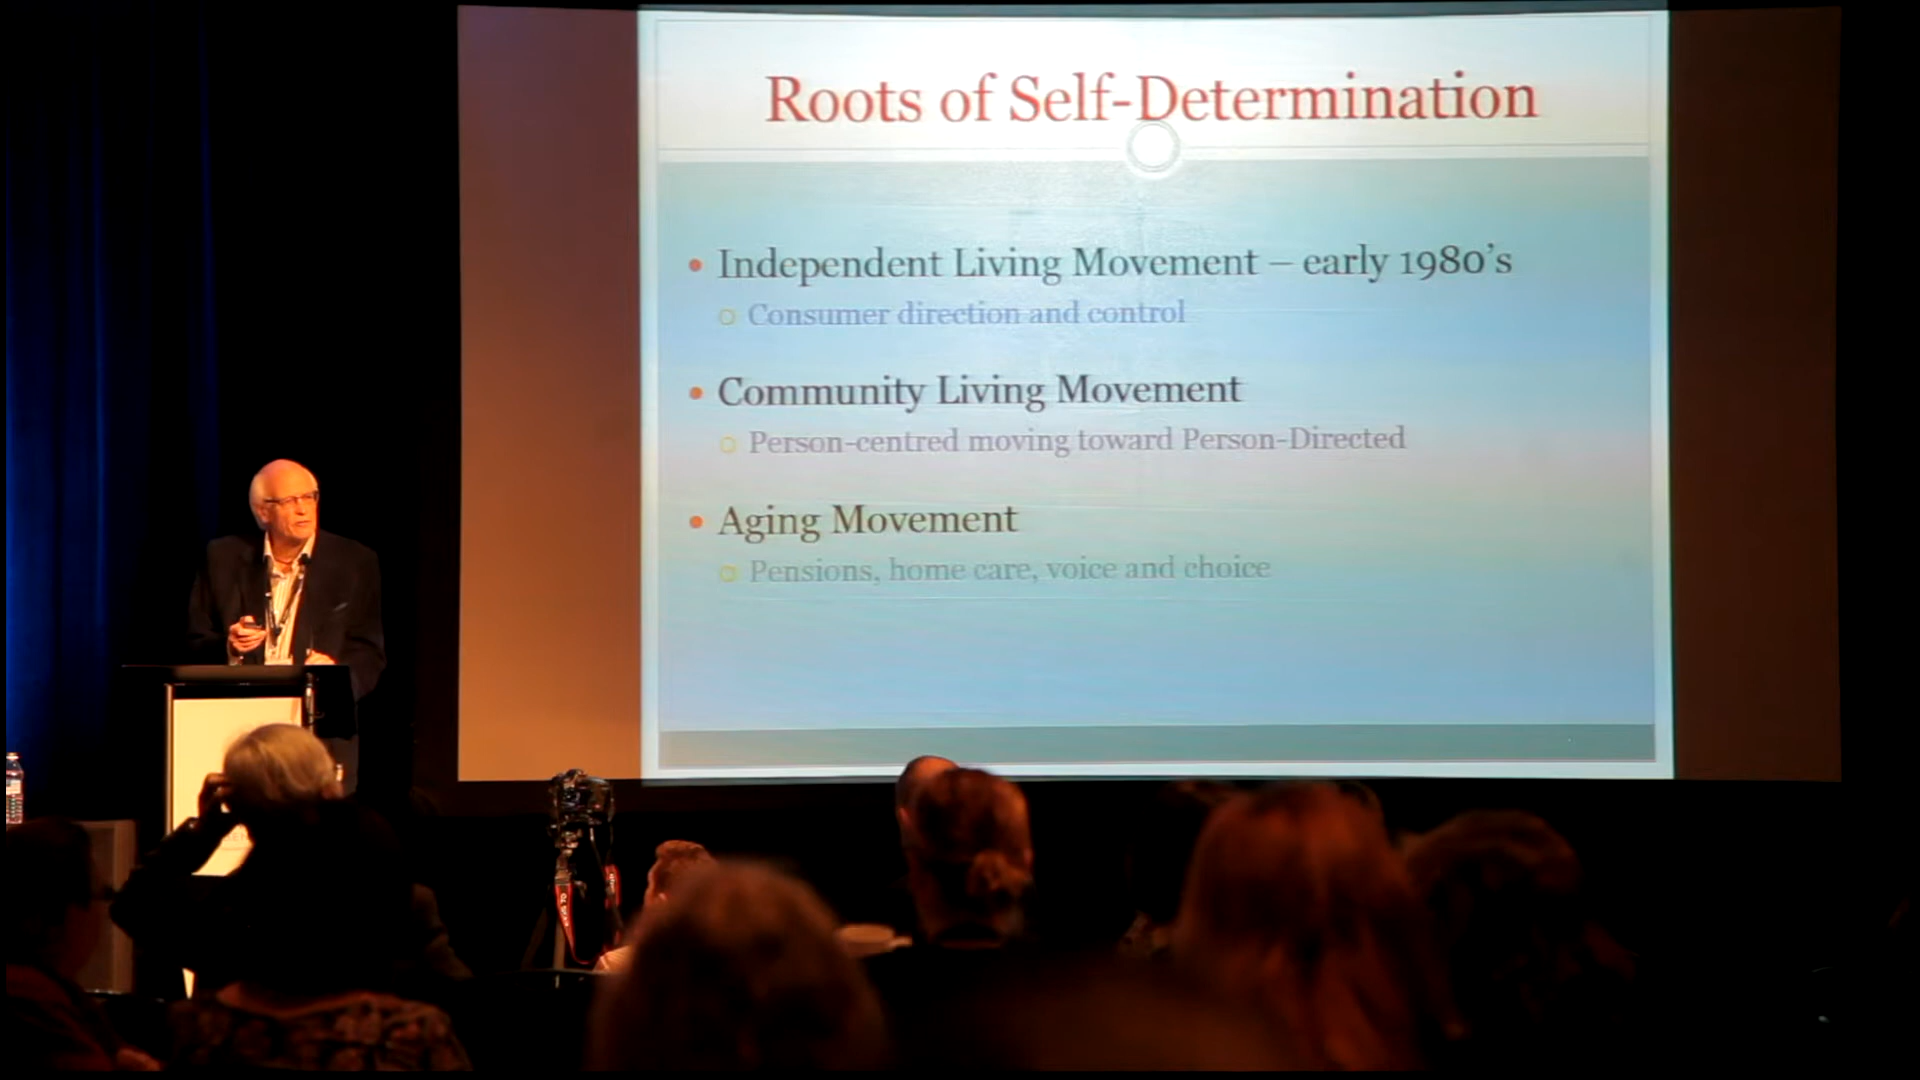 Roots of Self-Determination
• Independent Living Movement – early 1980's
○ Consumer direction and control
• Community Living Movement
○ Person-centred moving toward Person-Directed
• Aging Movement
○ Pensions, home care, voice and choice